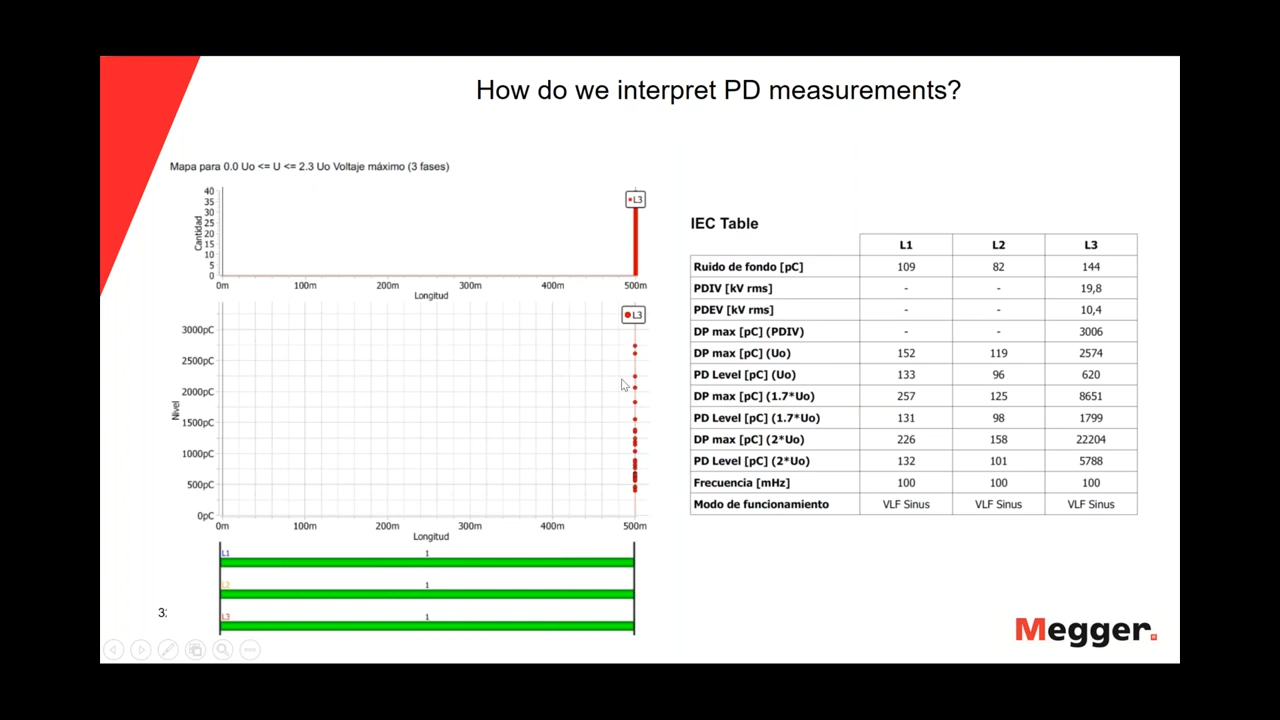 How do we interpret PD measurements?
Mapa para 0.0 Uo <= U <= 2.3 Uo Voltaje máximo (3 fases)
40
35
30
25
20
15
10
5
0
Cantidad
L3
0m 100m 200m 300m 400m 500m
Longitud
L3
3000pC
2500pC
2000pC
1500pC
1000pC
500pC
0pC
Nivel
0m 100m 200m 300m 400m 500m
Longitud
L1 1
L2 1
L3 1
IEC Table
L1 L2 L3
Ruido de fondo [pC] 109 82 144
PDIV [kV rms] - - 19,8
PDEV [kV rms] - - 10,4
DP max [pC] (PDIV) - - 3006
DP max [pC] (Uo) 152 119 2574
PD Level [pC] (Uo) 133 96 620
DP max [pC] (1.7*Uo) 257 125 8651
PD Level [pC] (1.7*Uo) 131 98 1799
DP max [pC] (2*Uo) 226 158 22204
PD Level [pC] (2*Uo) 132 101 5788
Frecuencia [mHz] 100 100 100
Modo de funcionamiento VLF Sinus VLF Sinus VLF Sinus
Megger.